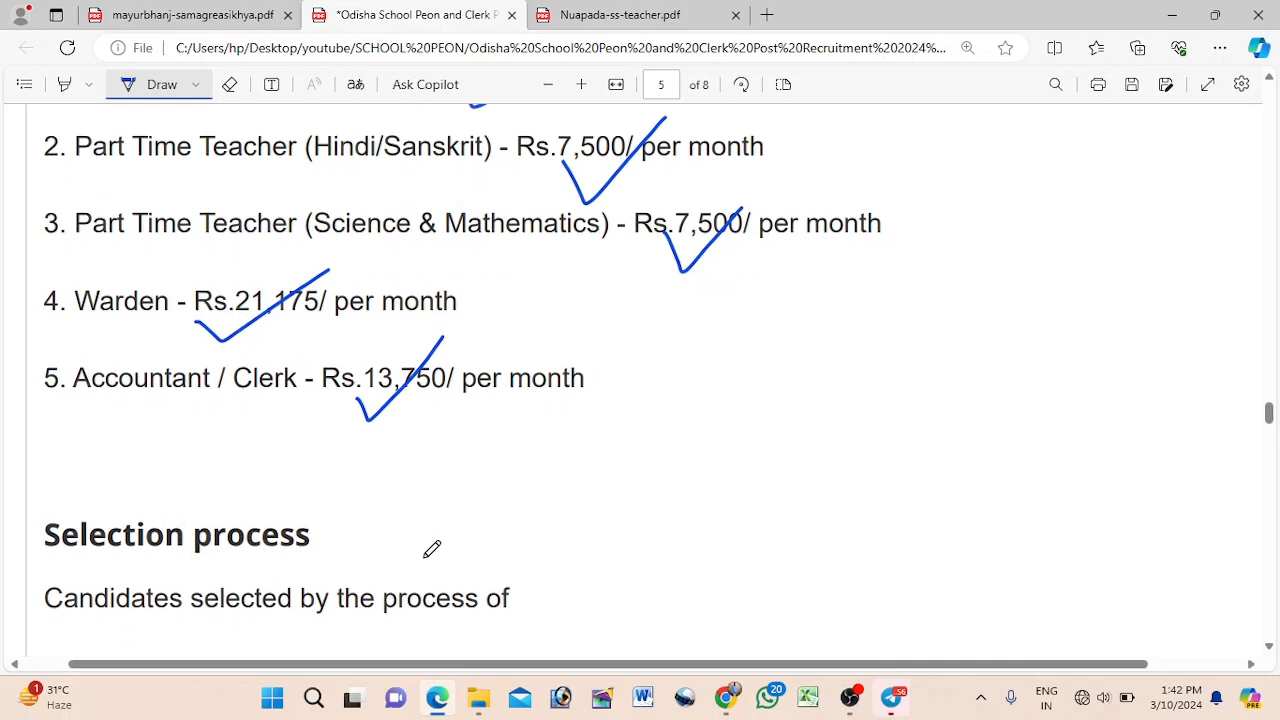 mayurbhanj-samagreasikhya.pdf
*Odisha School Peon and Clerk P
Nuapada-ss-teacher.pdf
File
C:/Users/hp/Desktop/youtube/SCHOOL%20PEON/Odisha%20School%20Peon%20and%20Clerk%20Post%20Recruitment%202024%...
Draw
Ask Copilot
5 of 8
2. Part Time Teacher (Hindi/Sanskrit) - Rs.7,500/ per month
3. Part Time Teacher (Science & Mathematics) - Rs.7,500/ per month
4. Warden - Rs.21,175/ per month
5. Accountant / Clerk - Rs.13,750/ per month
Selection process
Candidates selected by the process of
1
31°C
Haze
20
56
ENG
IN
1:42 PM
3/10/2024
PRE